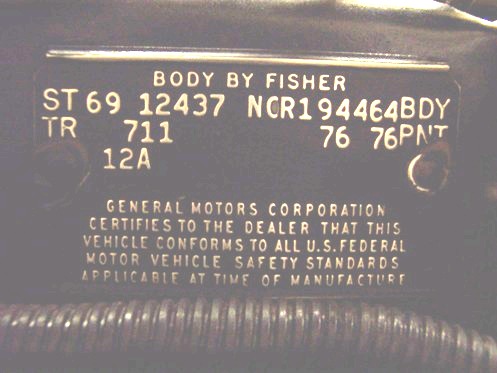 BODY BY FISHER
ST 69 12437 NOR194464 BDY
TR 711 76 76 PNT
12A
GENERAL MOTORS CORPORATION
CERTIFIES TO THE DEALER THAT THIS
VEHICLE CONFORMS TO ALL U.S. FEDERAL
MOTOR VEHICLE SAFETY STANDARDS
APPLICABLE AT TIME OF MANUFACTURE